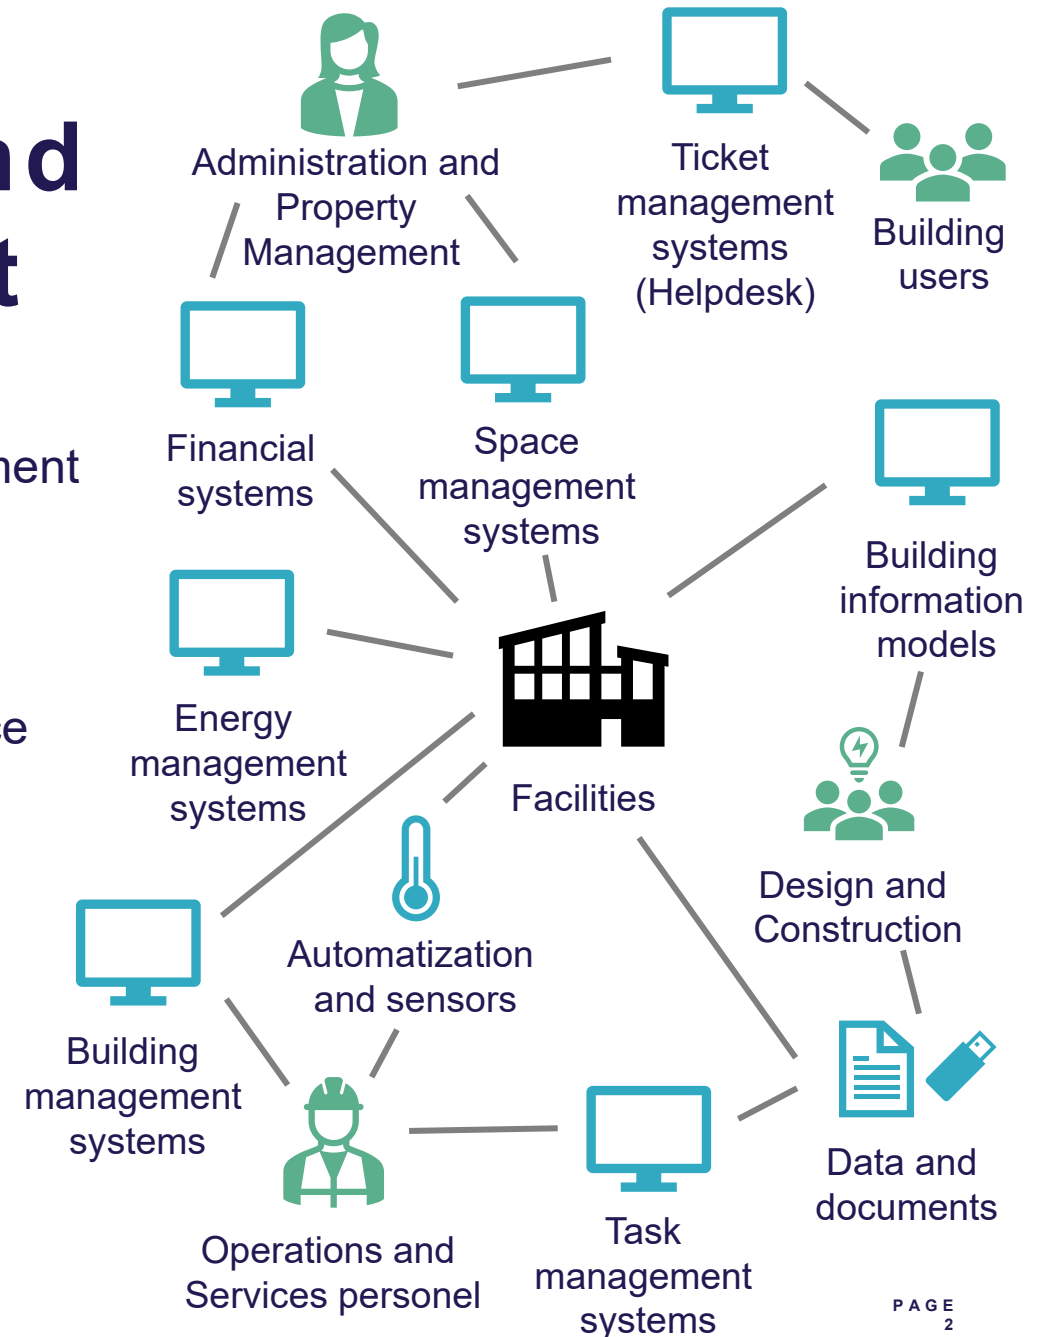 Administration and
Property
Management
Ticket
management
systems
(Helpdesk)
Building
users
Financial
systems
Space
management
systems
Building
information
models
Energy
management
systems
Facilities
Design and
Construction
Automatization
and sensors
Building
management
systems
Data and
documents
Operations and
Services personel
Task
management
systems
PAGE
2